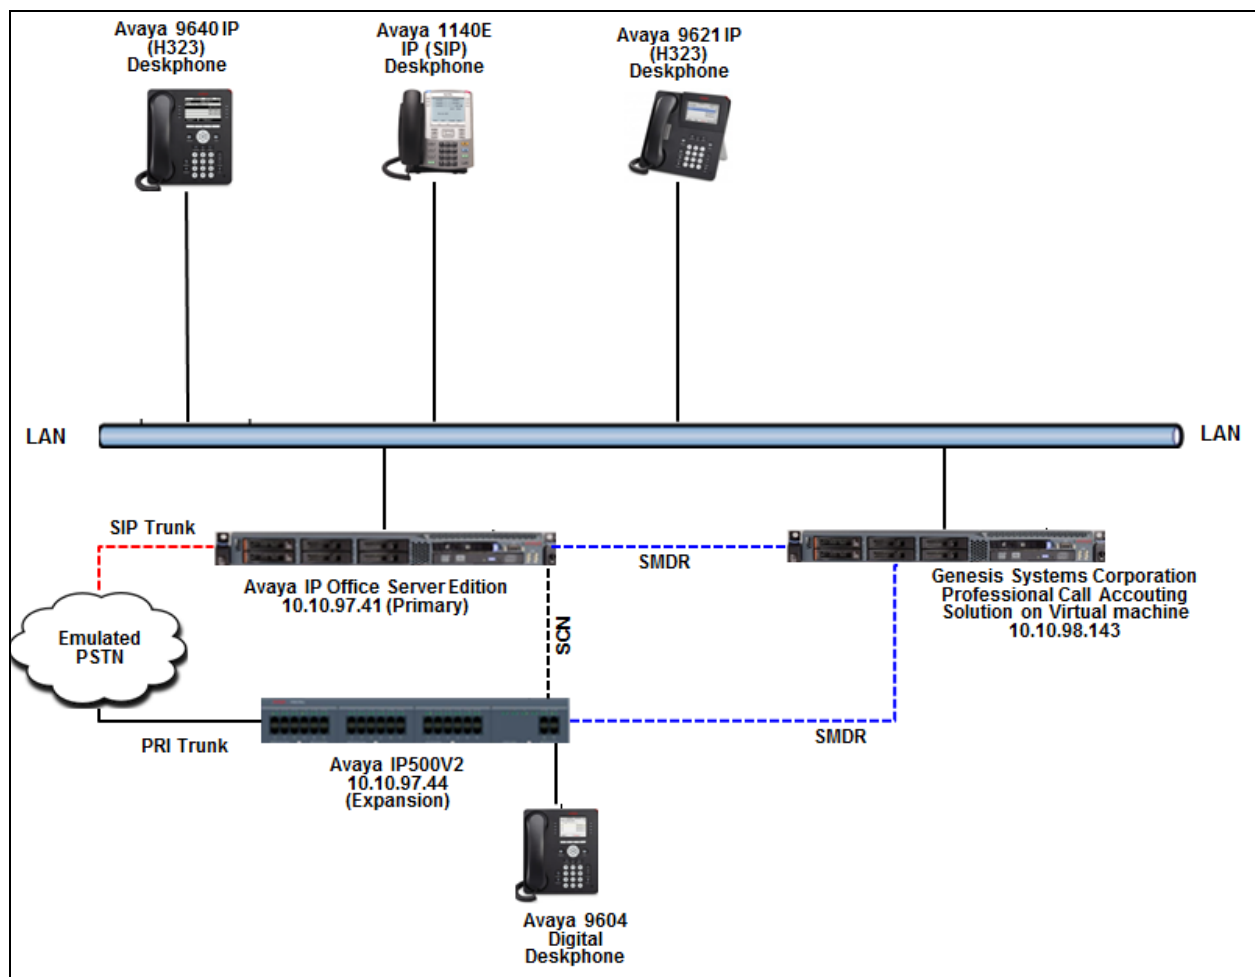 Avaya 9640 IP
(H323)
Deskphone
Avaya 1140E
IP (SIP)
Deskphone
Avaya 9621 IP
(H323)
Deskphone
LAN
LAN
SIP Trunk
SMDR
Avaya IP Office Server Edition
10.10.97.41 (Primary)
Genesis Systems Corporation
Professional Call Accouting
Solution on Virtual machine
10.10.98.143
Emulated
PSTN
SCN
PRI Trunk
SMDR
Avaya IP500V2
10.10.97.44
(Expansion)
Avaya 9604
Digital
Deskphone